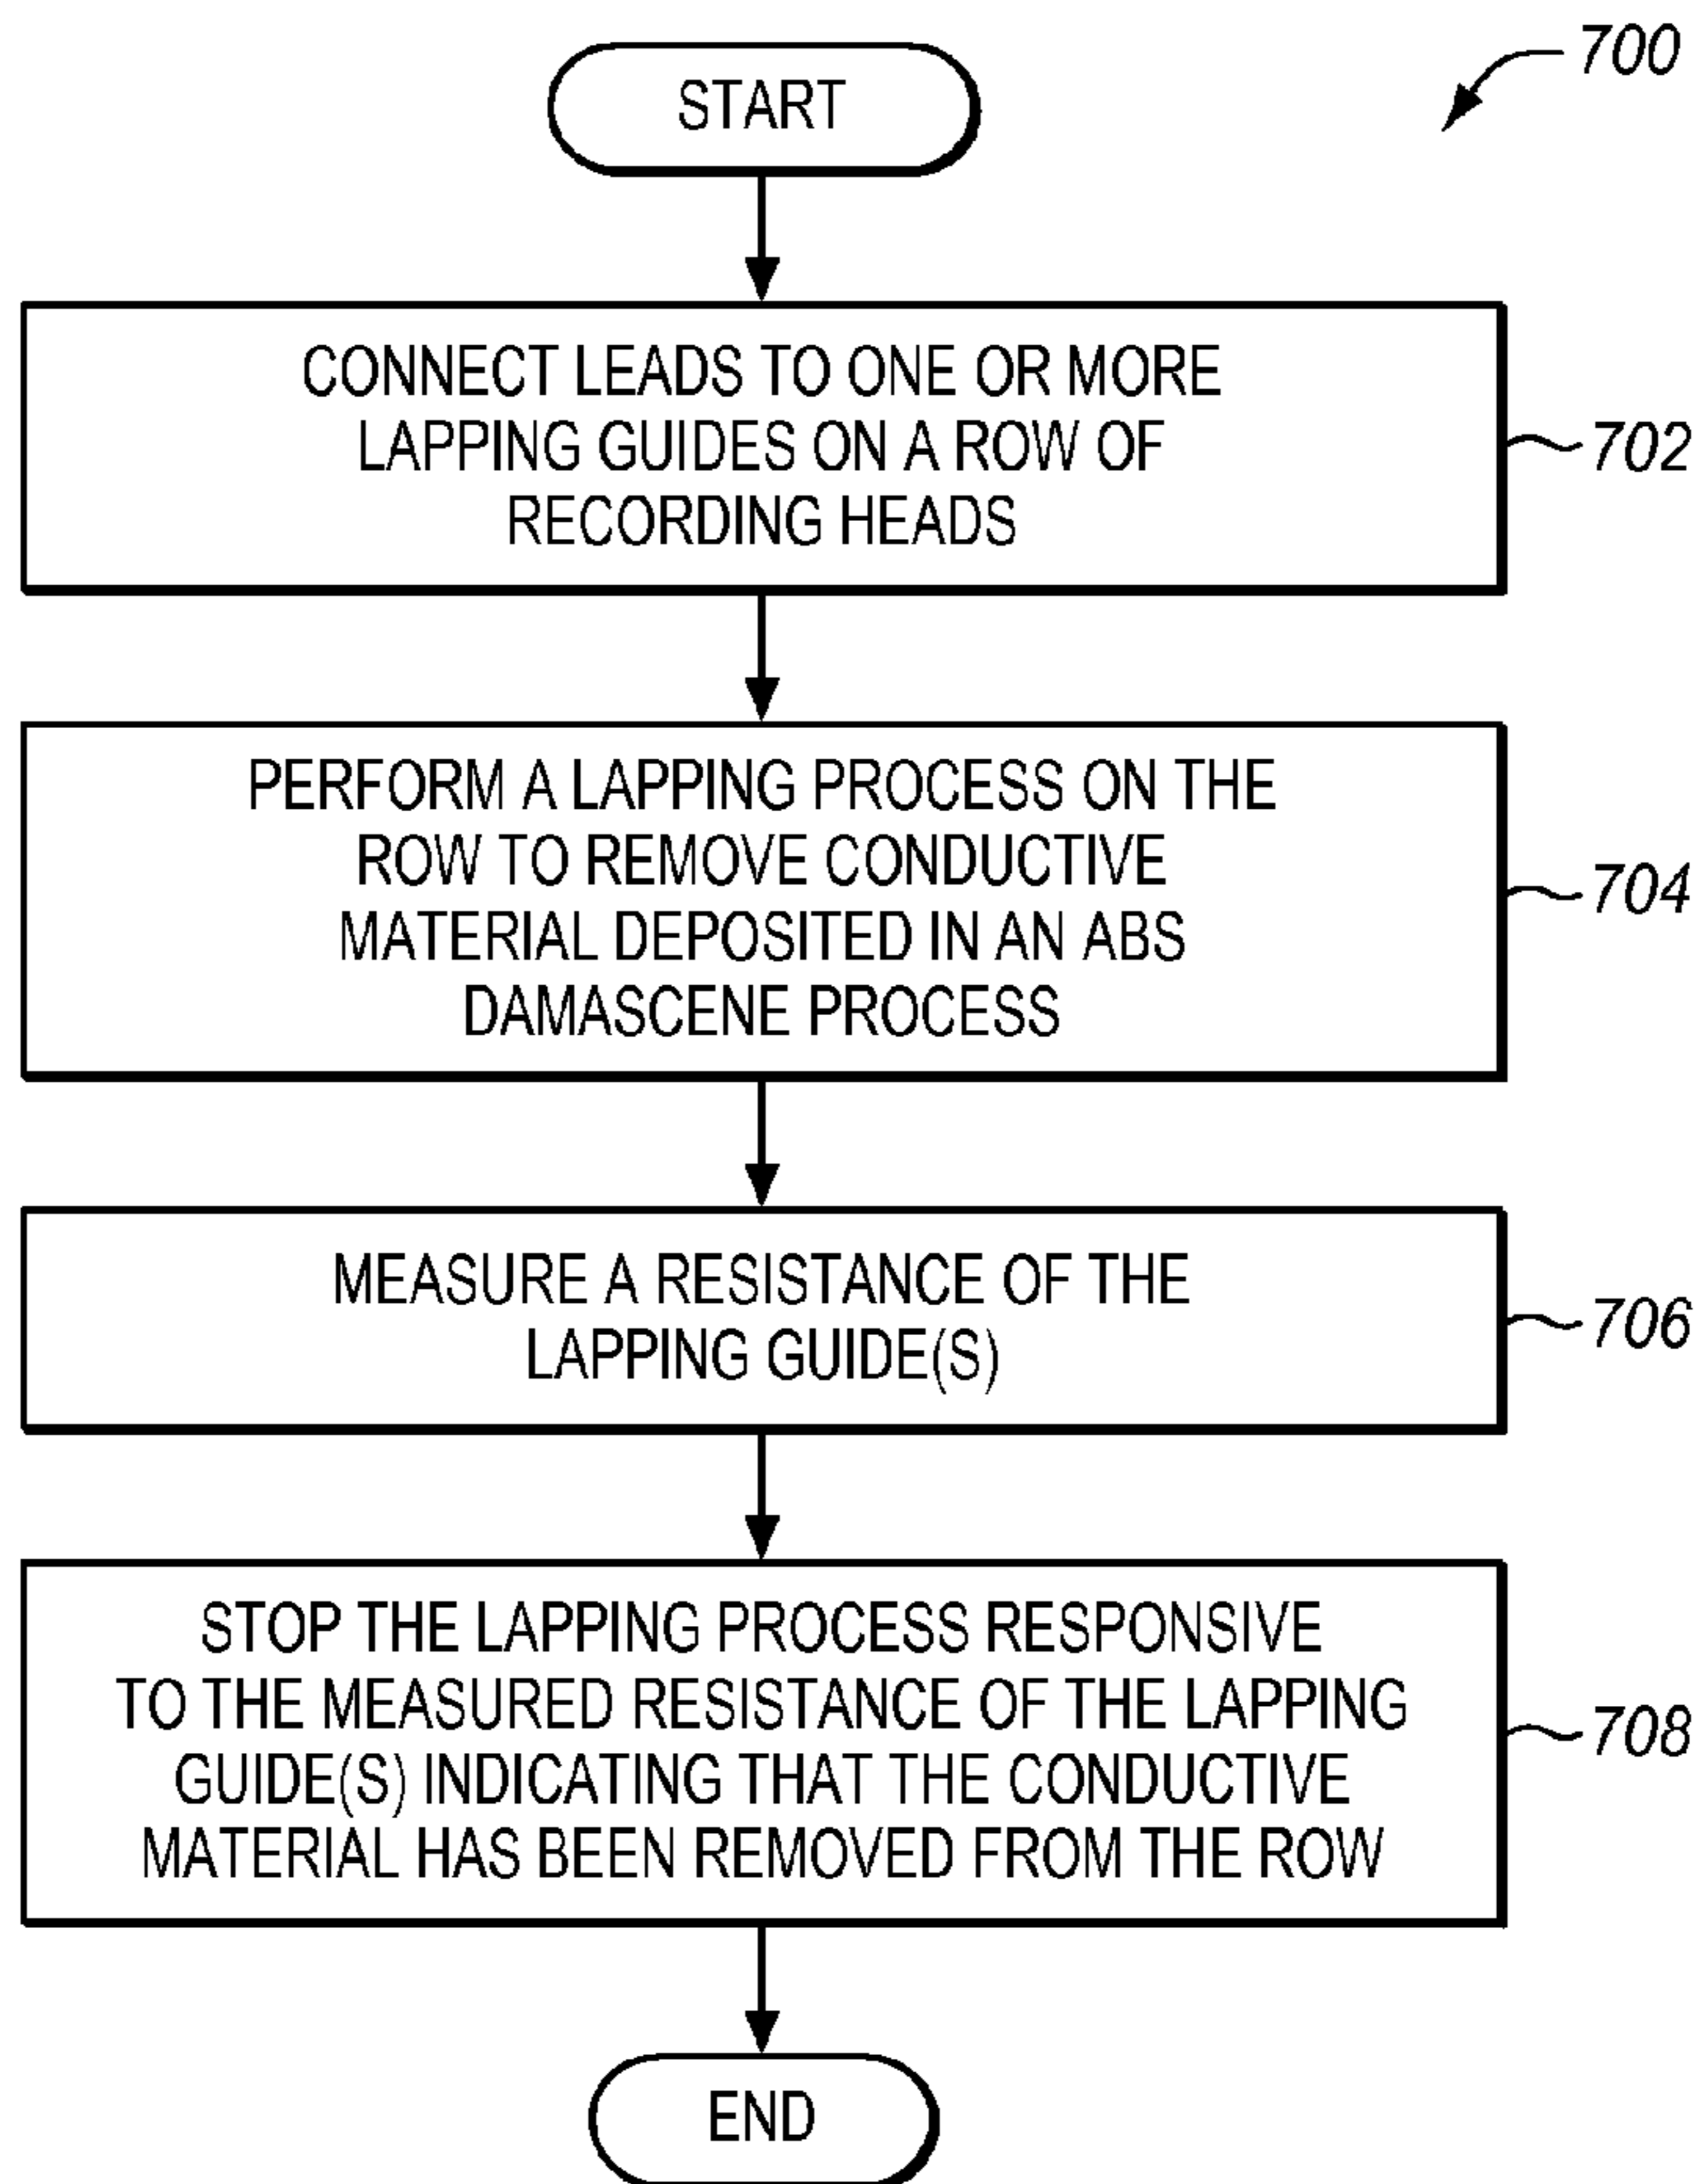 700
START
CONNECT LEADS TO ONE OR MORE
LAPPING GUIDES ON A ROW OF
RECORDING HEADS
702
PERFORM A LAPPING PROCESS ON THE
ROW TO REMOVE CONDUCTIVE
MATERIAL DEPOSITED IN AN ABS
DAMASCENE PROCESS
704
MEASURE A RESISTANCE OF THE
LAPPING GUIDE(S)
706
STOP THE LAPPING PROCESS RESPONSIVE
TO THE MEASURED RESISTANCE OF THE LAPPING
GUIDE(S) INDICATING THAT THE CONDUCTIVE
MATERIAL HAS BEEN REMOVED FROM THE ROW
708
END